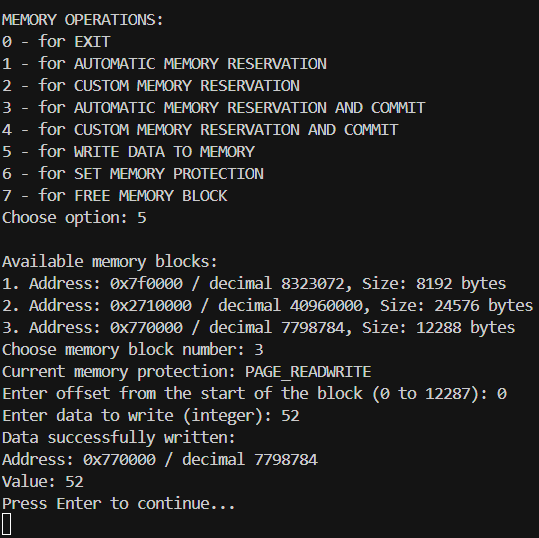 MEMORY OPERATIONS:
0 - for EXIT
1 - for AUTOMATIC MEMORY RESERVATION
2 - for CUSTOM MEMORY RESERVATION
3 - for AUTOMATIC MEMORY RESERVATION AND COMMIT
4 - for CUSTOM MEMORY RESERVATION AND COMMIT
5 - for WRITE DATA TO MEMORY
6 - for SET MEMORY PROTECTION
7 - for FREE MEMORY BLOCK
Choose option: 5
Available memory blocks:
1. Address: 0x7f0000 / decimal 8323072, Size: 8192 bytes
2. Address: 0x2710000 / decimal 40960000, Size: 24576 bytes
3. Address: 0x770000 / decimal 7798784, Size: 12288 bytes
Choose memory block number: 3
Current memory protection: PAGE_READWRITE
Enter offset from the start of the block (0 to 12287): 0
Enter data to write (integer): 52
Data successfully written:
Address: 0x770000 / decimal 7798784
Value: 52
Press Enter to continue...